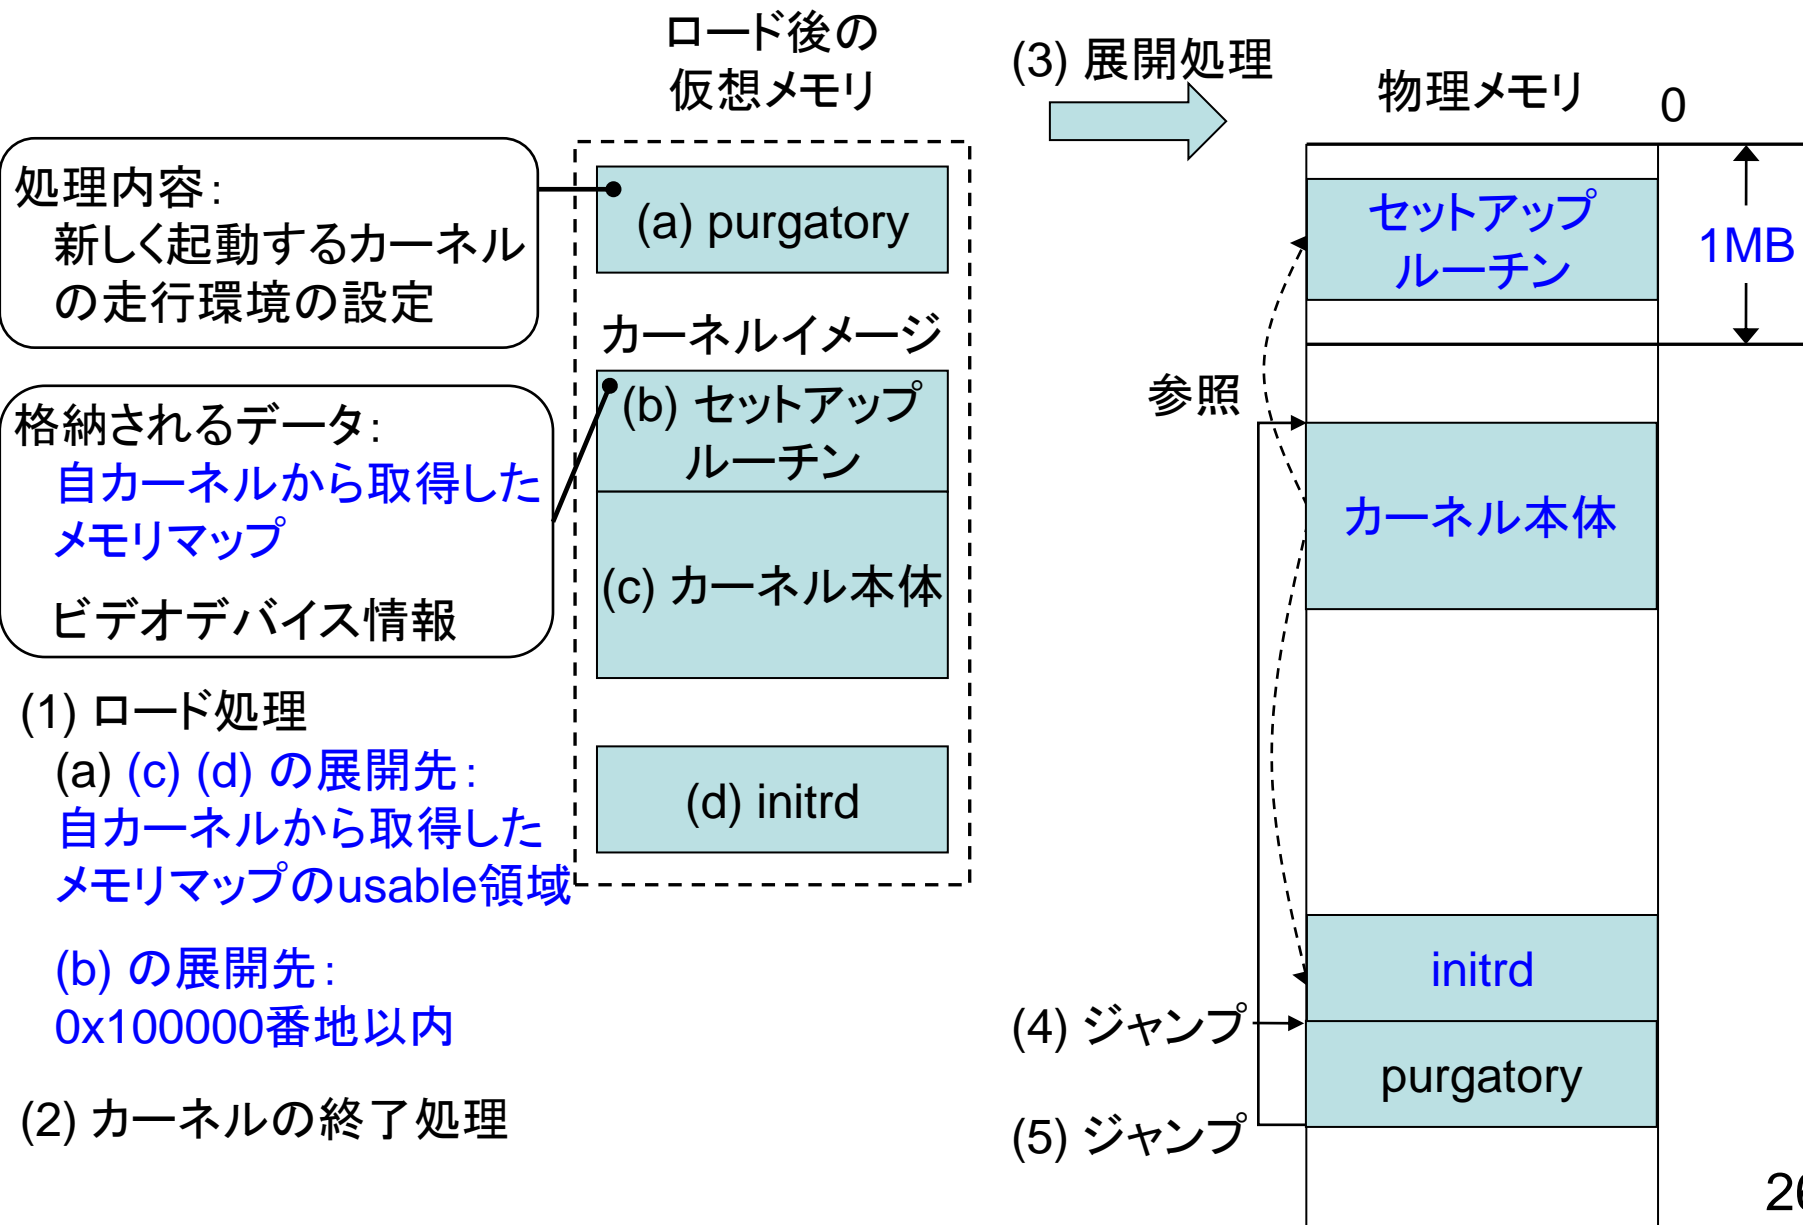 ロード後の
仮想メモリ
(3) 展開処理
物理メモリ
0
処理内容：
新しく起動するカーネル
の走行環境の設定
(a) purgatory
セットアップ
ルーチン
1MB
カーネルイメージ
格納されるデータ：
自カーネルから取得した
メモリマップ
ビデオデバイス情報
(b) セットアップ
ルーチン
(c) カーネル本体
参照
カーネル本体
(1) ロード処理
(a) (c) (d) の展開先：
自カーネルから取得した
メモリマップのusable領域
(b) の展開先：
0x100000番地以内
(2) カーネルの終了処理
(d) initrd
initrd
(4) ジャンプ
purgatory
(5) ジャンプ